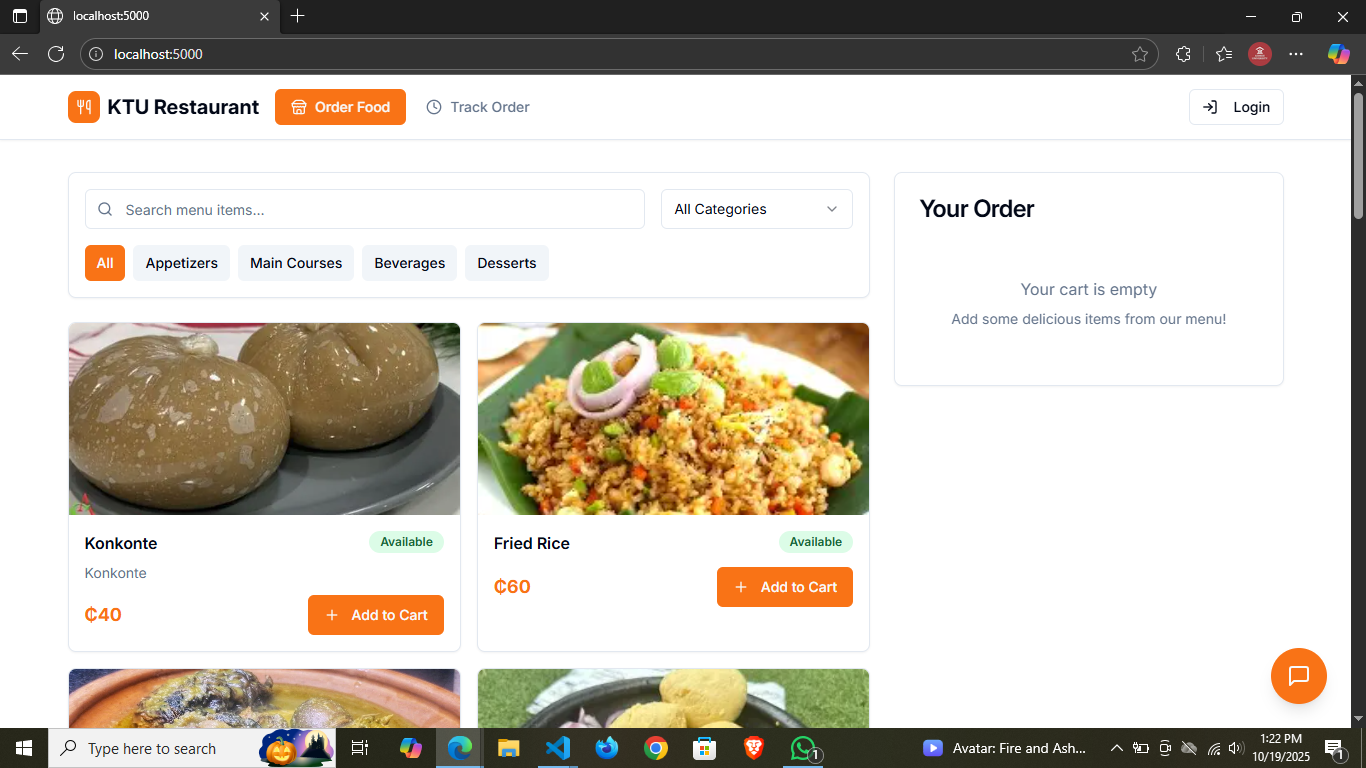 localhost:5000
localhost:5000
KTU Restaurant
Order Food
Track Order
Login
Search menu items...
All Categories
All
Appetizers
Main Courses
Beverages
Desserts
Your Order
Your cart is empty
Add some delicious items from our menu!
Konkonte
Available
Konkonte
₵40
Add to Cart
Fried Rice
Available
₵60
Add to Cart
Type here to search
1
Avatar: Fire and Ash...
1:22 PM
10/19/2025
1